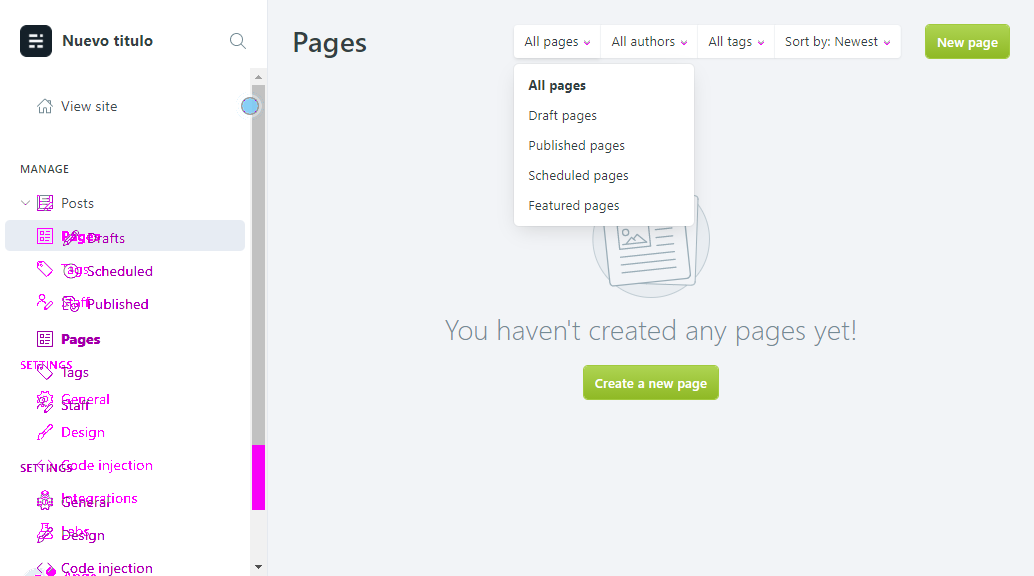 Nuevo titulo
View site
MANAGE
Posts
Pages
Drafts
Tags
Scheduled
Staff
Published
Pages
SETTINGS
Tags
General
Staff
Design
Code injection
SETTINGS
Integrations
General
Labs
Design
Code injection
Pages
All pages
All authors
All tags
Sort by: Newest
New page
All pages
Draft pages
Published pages
Scheduled pages
Featured pages
You haven't created any pages yet!
Create a new page